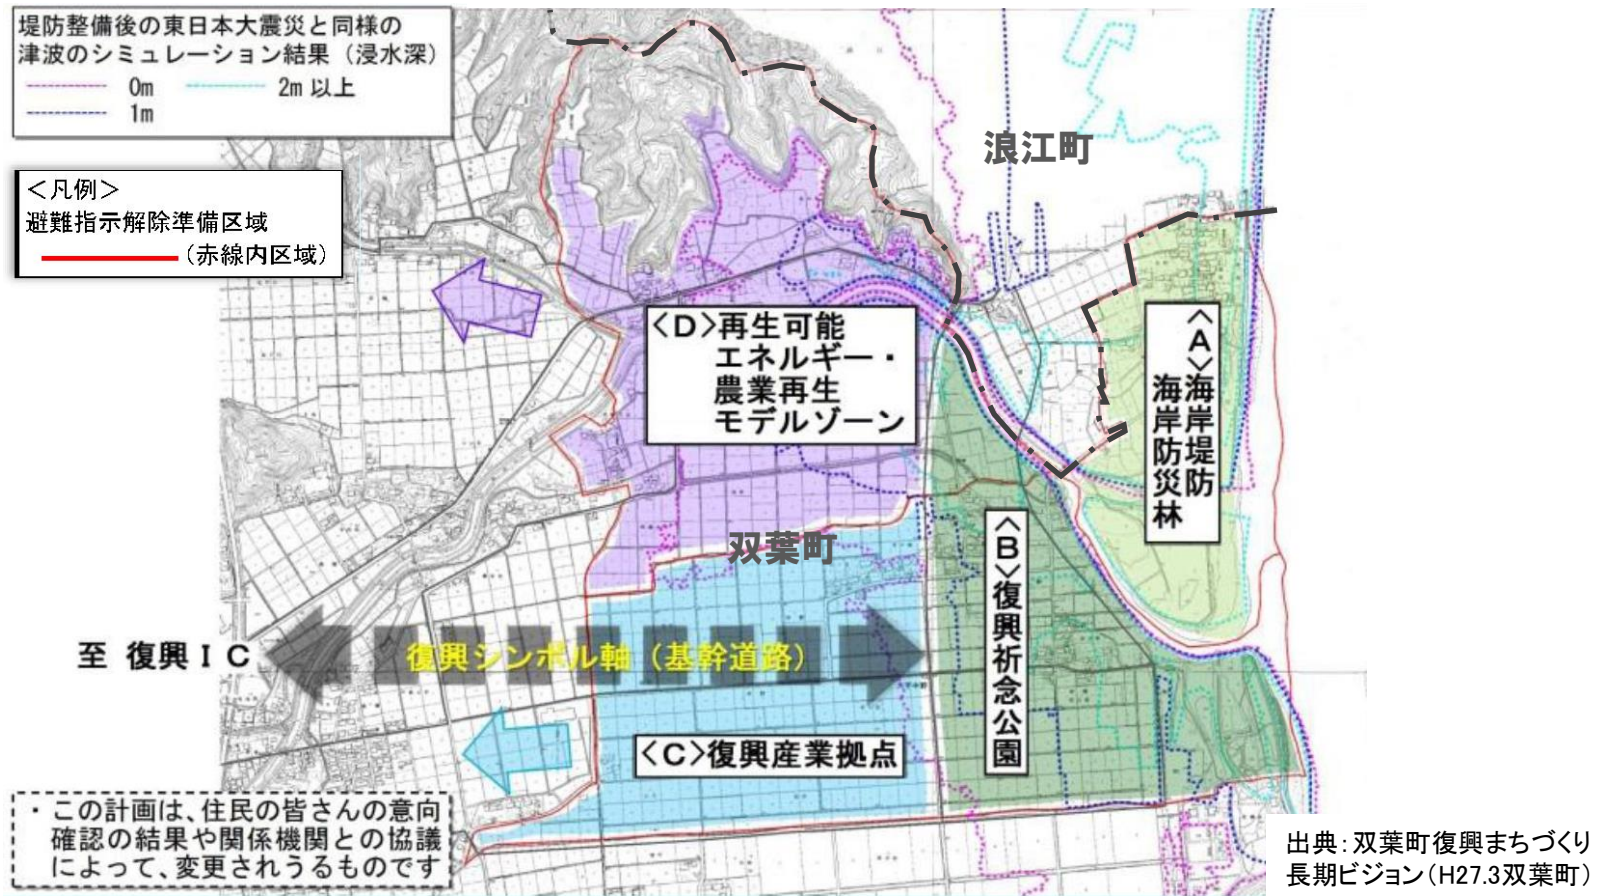 堤防整備後の東日本大震災と同様の
津波のシミュレーション結果（浸水深）
0m
2m 以上
1m
＜凡例＞
避難指示解除準備区域
（赤線内区域）
浪江町
<D>再生可能
エネルギー・
農業再生
モデルゾーン
<A>海岸堤防
海岸防災林
双葉町
<B>復興祈念公園
至 復興ＩＣ
復興シンボル軸（基幹道路）
<C>復興産業拠点
・この計画は、住民の皆さんの意向
確認の結果や関係機関との協議
によって、変更されうるものです
出典：双葉町復興まちづくり
長期ビジョン（H27.3双葉町）